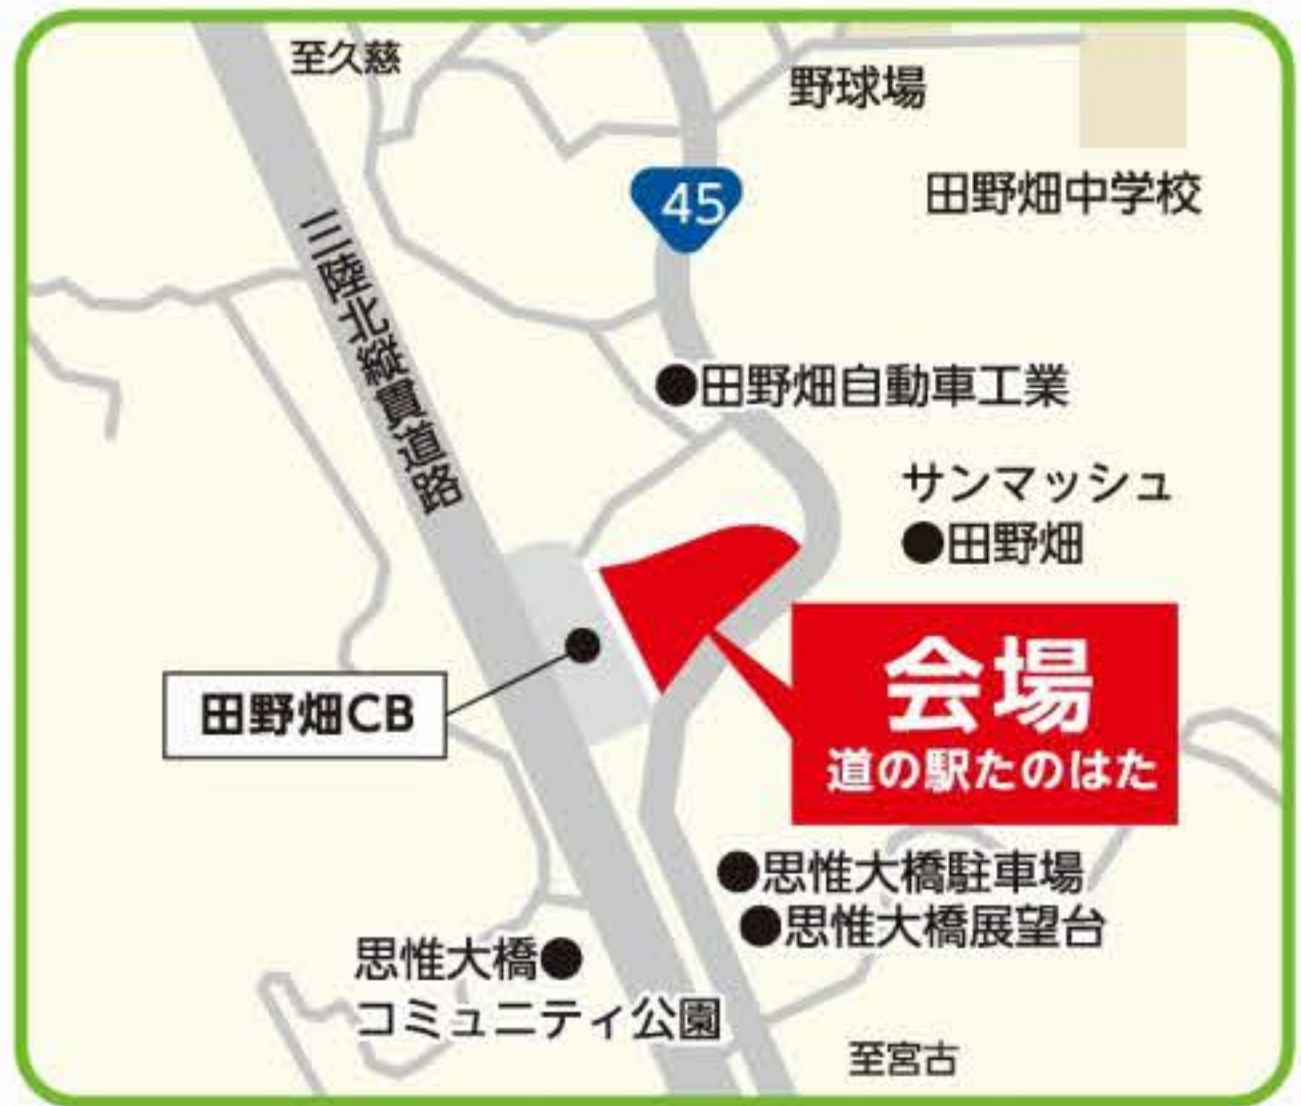 至久慈
野球場
45
田野畑中学校
三陸北縦貫道路
●田野畑自動車工業
サンマッシュ
●田野畑
会場
道の駅たのはた
田野畑CB
●思惟大橋駐車場
●思惟大橋展望台
思惟大橋●
コミュニティ公園
至宮古